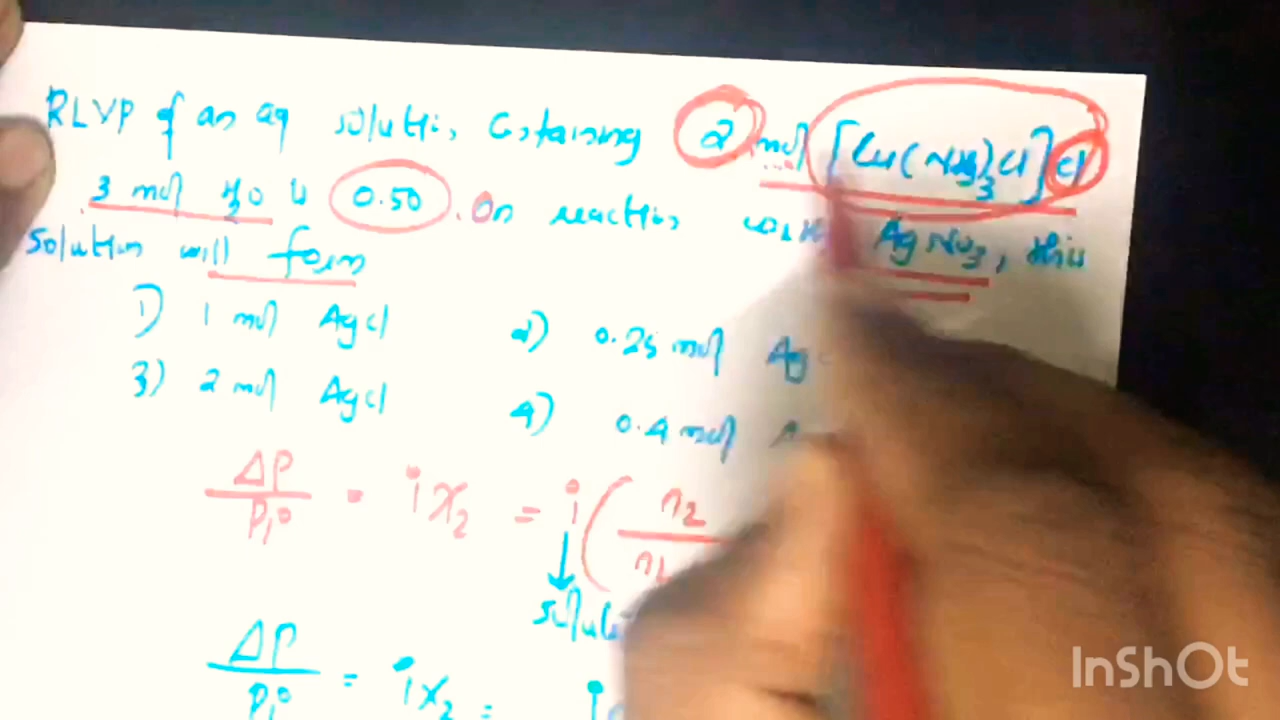 RLVP of an aq solution containing 2 mol [Cu(NH3)3Cl]Cl
3 mol H2O is 0.50. On reaction with AgNO3, this
solution will form
1) 1 mol AgCl 2) 0.25 mol Ag
3) 2 mol AgCl 4) 0.4 mol
ΔP/P1° = iX2 = i(n2/n1
ΔP/P1° = iX2 =
InShOt